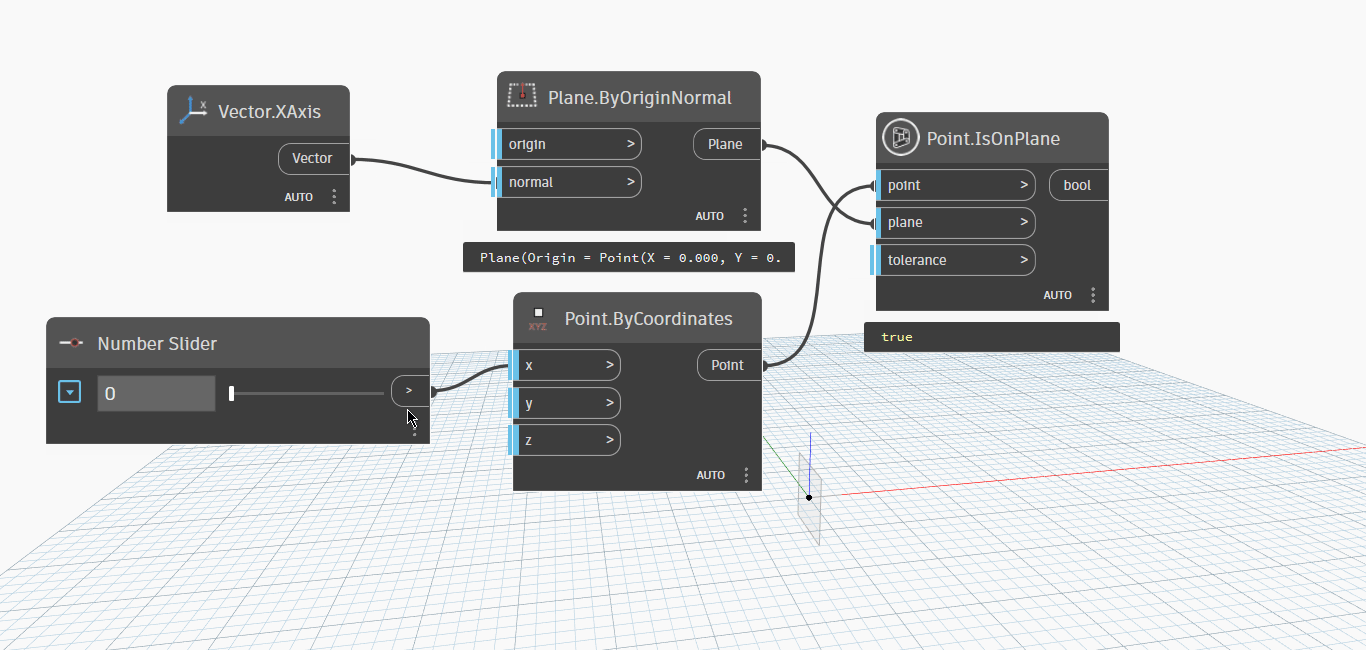 X
Vector.XAxis
Vector
AUTO
Plane.ByOriginNormal
origin >
Plane
normal >
AUTO
Plane(Origin = Point(X = 0.000, Y = 0.
Point.IsOnPlane
point >
bool
plane >
tolerance >
AUTO
true
Number Slider
0
>
XYZ
Point.ByCoordinates
x >
Point
y >
z >
AUTO